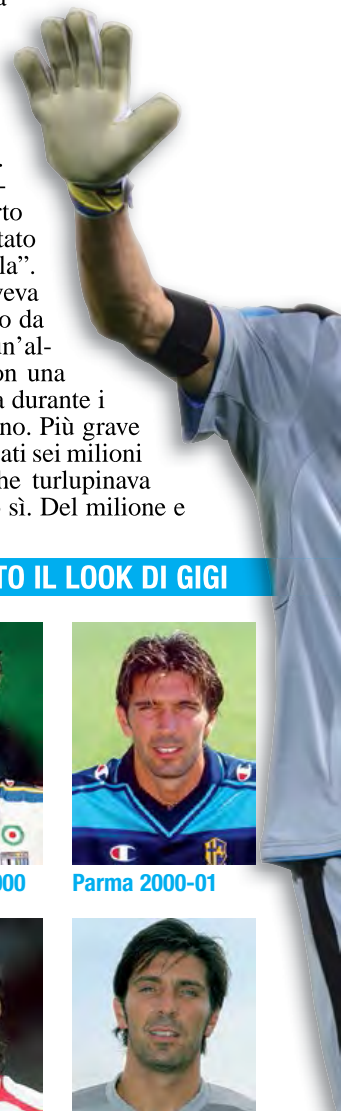 rto
tato
la”.
veva
o da
un’al-
on una
a durante i
no. Più grave
ati sei milioni
he turlupinava
o sì. Del milione e
TO IL LOOK DI GIGI
000
Parma 2000-01